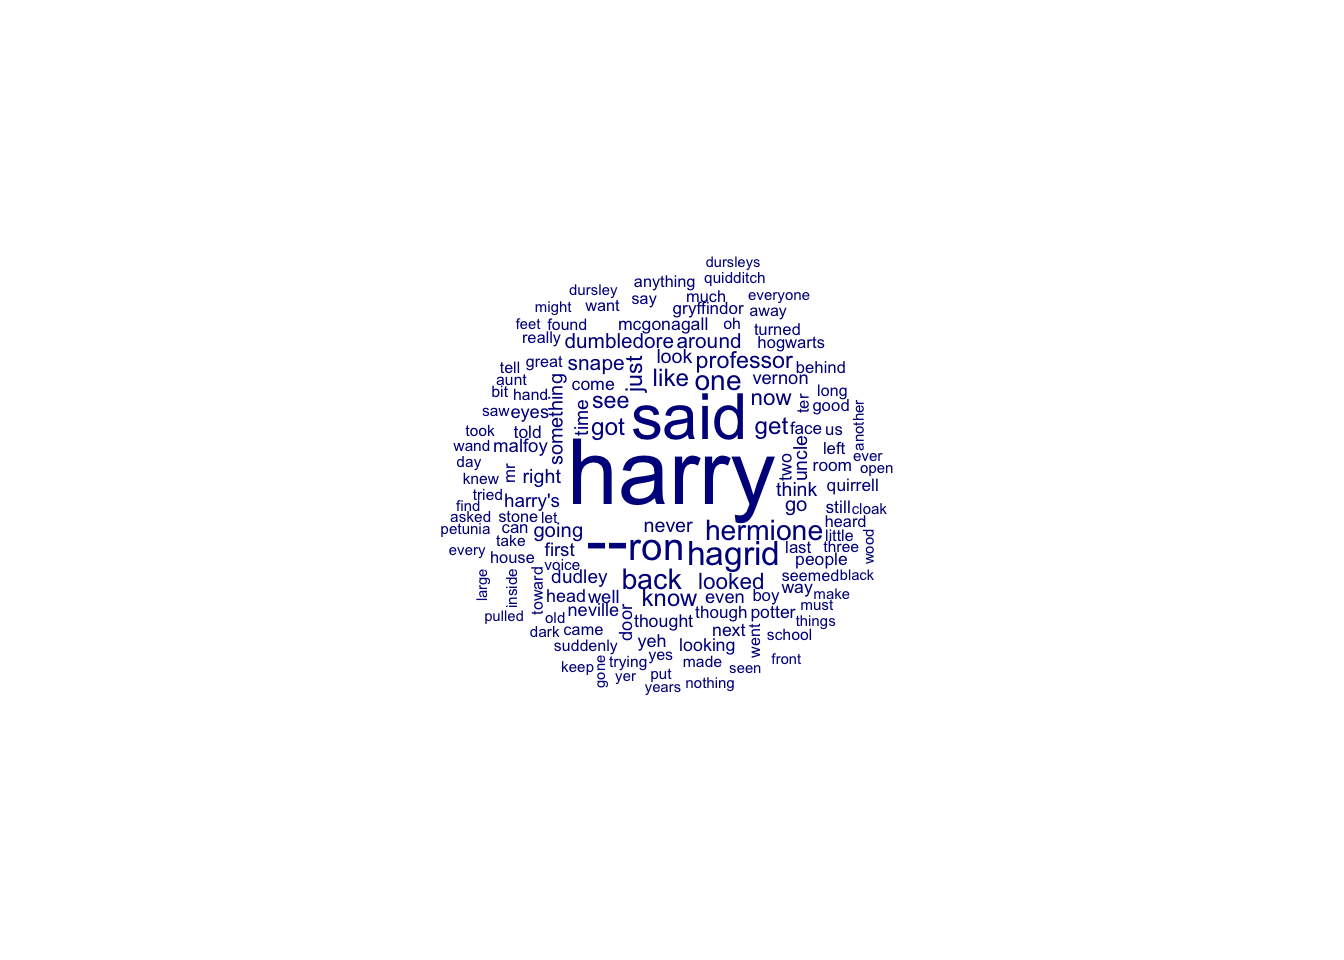 dursleys
anything quidditch
dursley say much everyone
might want gryffindor away
feet found mcgonagall oh turned
really dumbledore around hogwarts
tell great snape just look professor behind
aunt come like one vernon long
bit hand something see said now ter good
saw eyes time got get face us another
took told left
wand malfoy harry two uncle room ever
day open
knew mr right think quirrell
tried harry's go still cloak
find
asked stone let never hermione heard
petunia can going little
every take first --ron hagrid last three wood
house voice people
large inside toward dudley back looked seemed black
head well know even boy way make
pulled old neville door thought though potter must
dark came next went school things
suddenly yeh looking
keep gone trying yes made seen front
yer put
years nothing